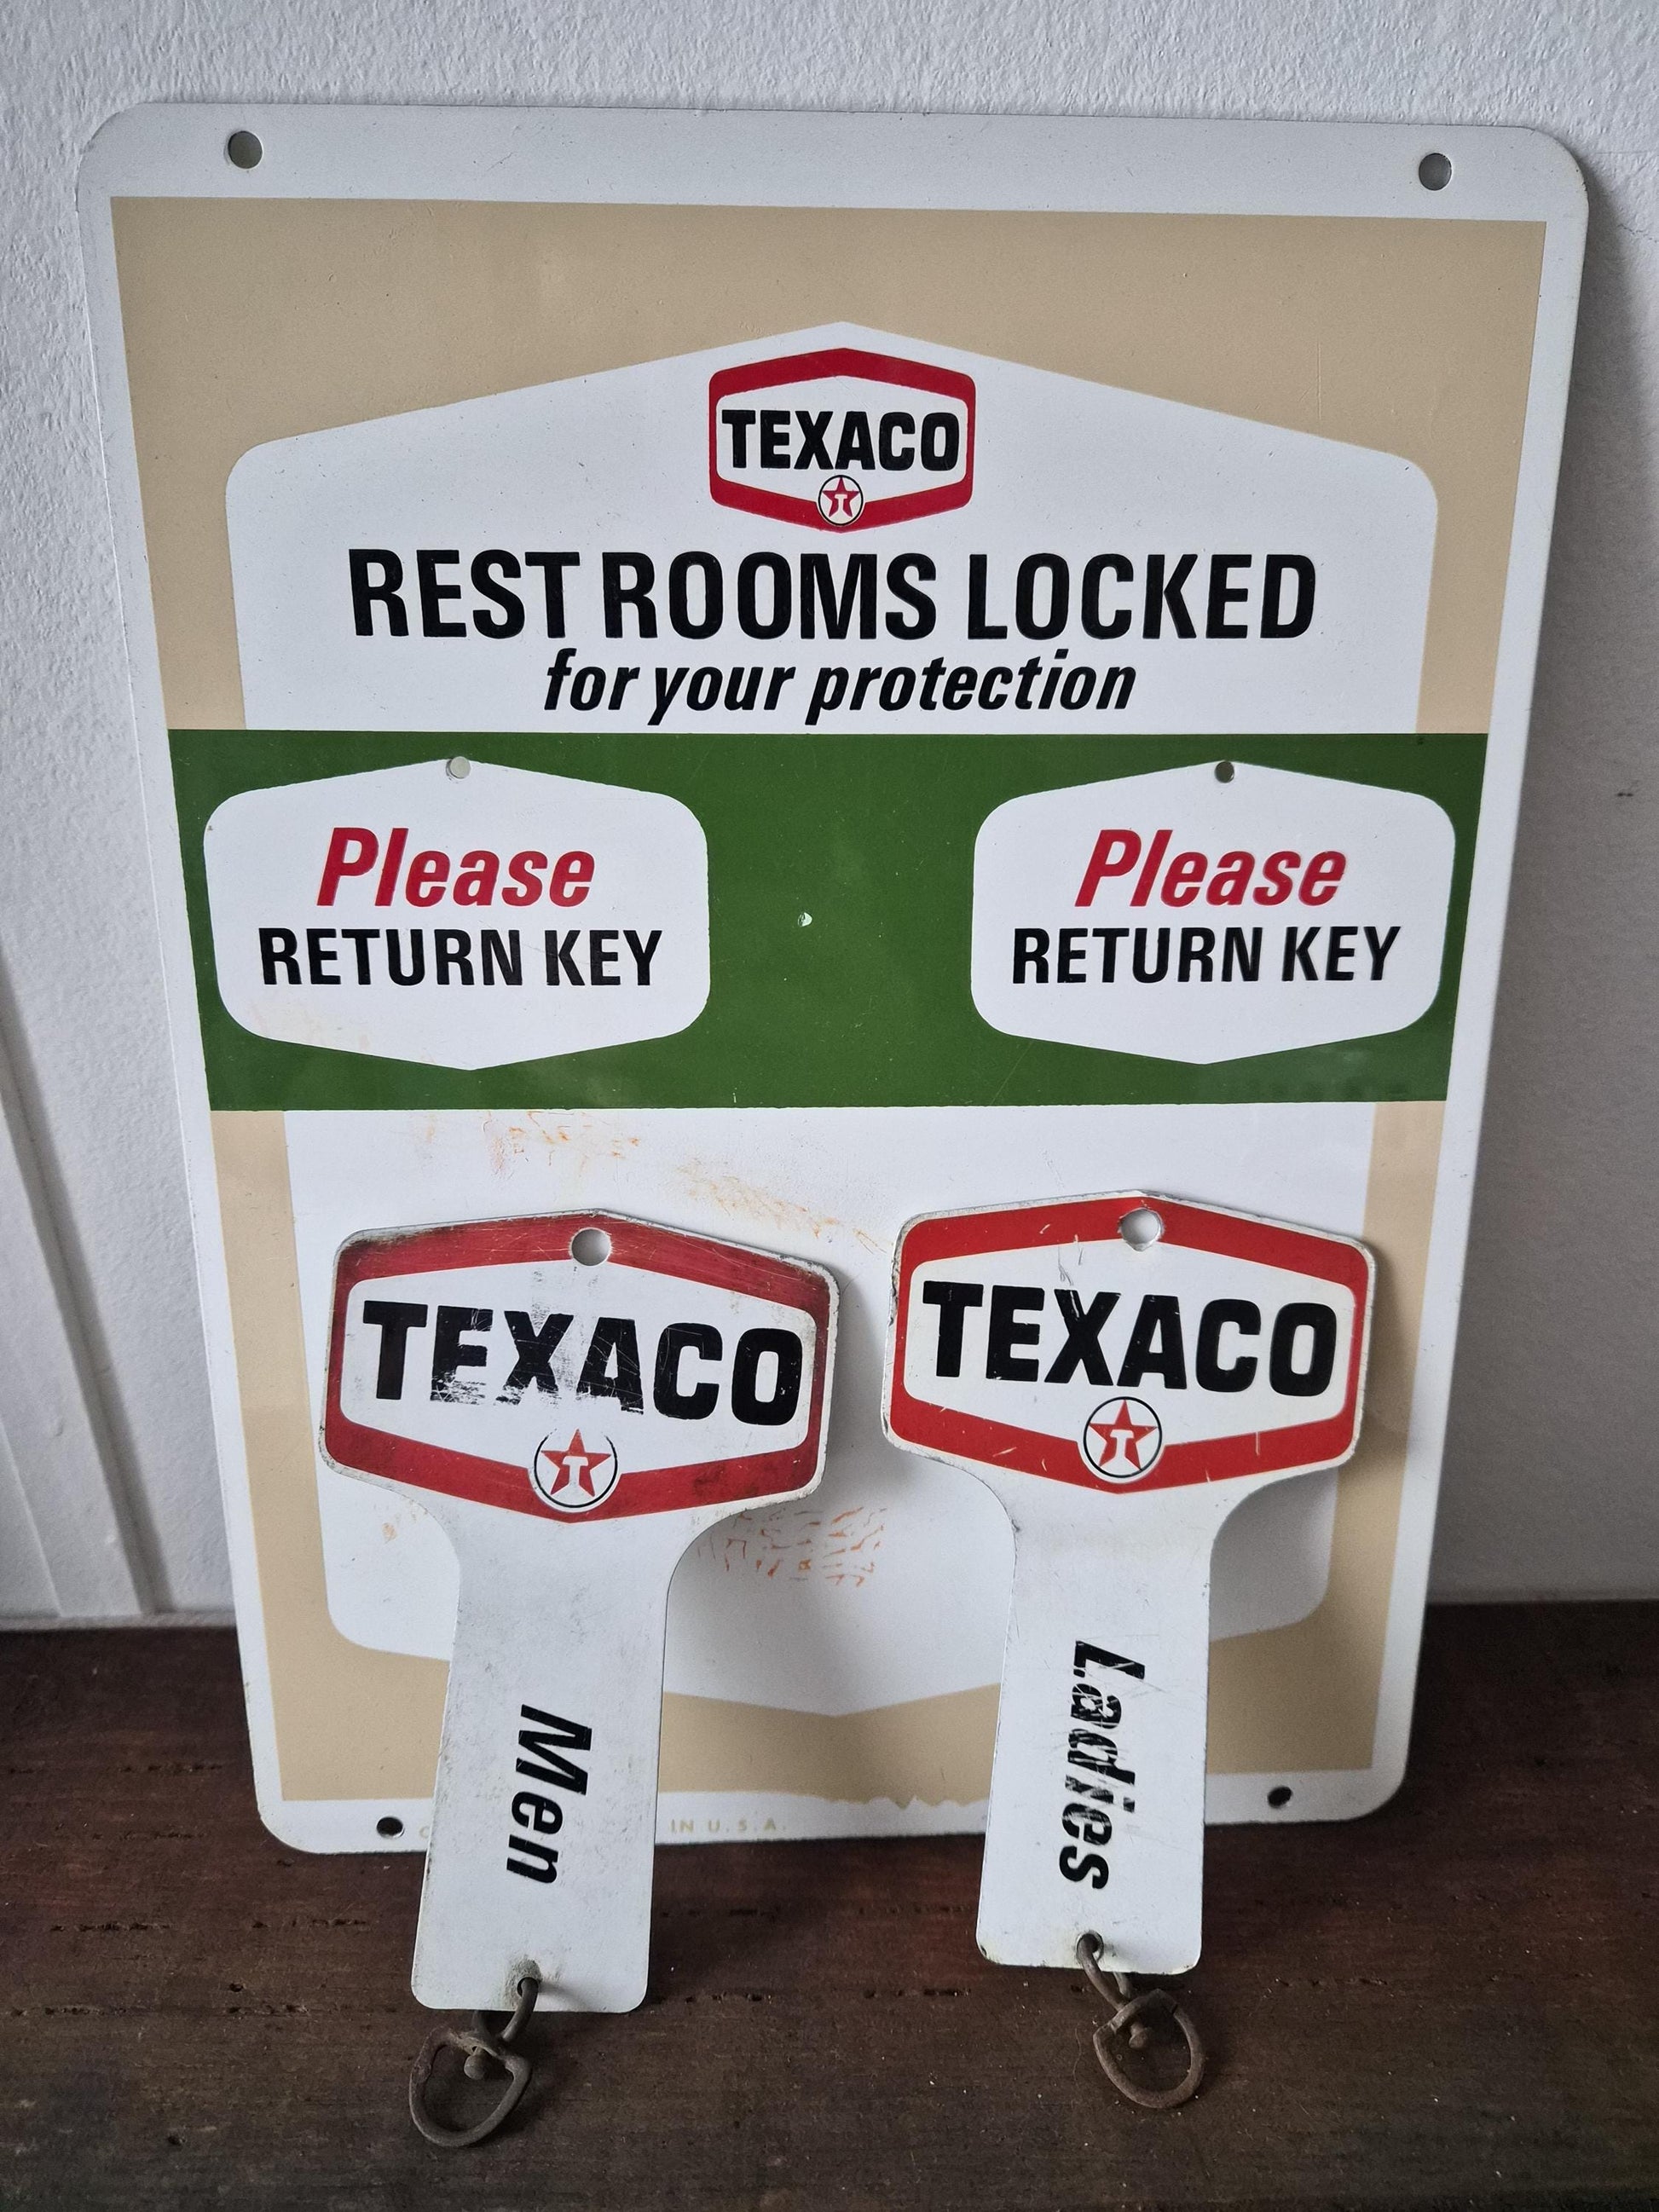 TEXACO
T
REST ROOMS LOCKED
for your protection
Please
RETURN KEY
Please
RETURN KEY
TEXACO
T
Men
TEXACO
T
Ladies
IN U.S.A.